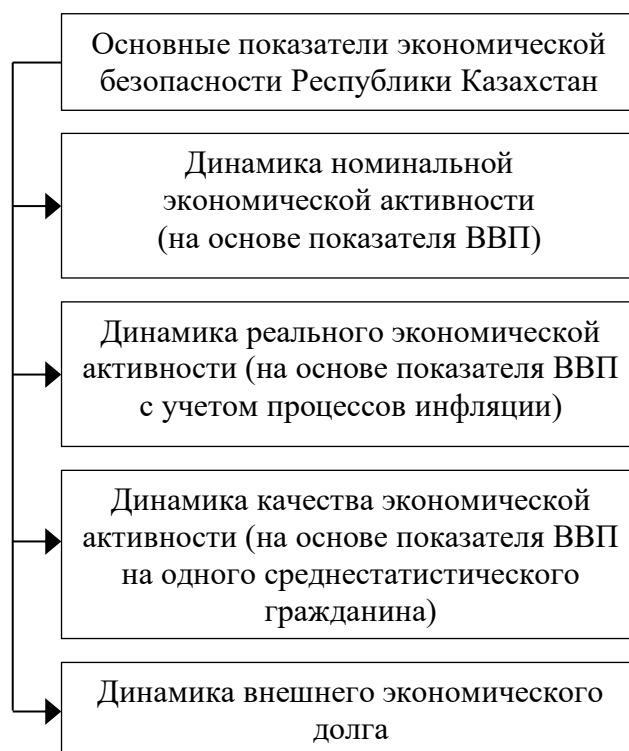 Основные показатели экономической
безопасности Республики Казахстан
Динамика номинальной
экономической активности
(на основе показателя ВВП)
Динамика реального экономической
активности (на основе показателя ВВП
с учетом процессов инфляции)
Динамика качества экономической
активности (на основе показателя ВВП
на одного среднестатистического
гражданина)
Динамика внешнего экономического
долга